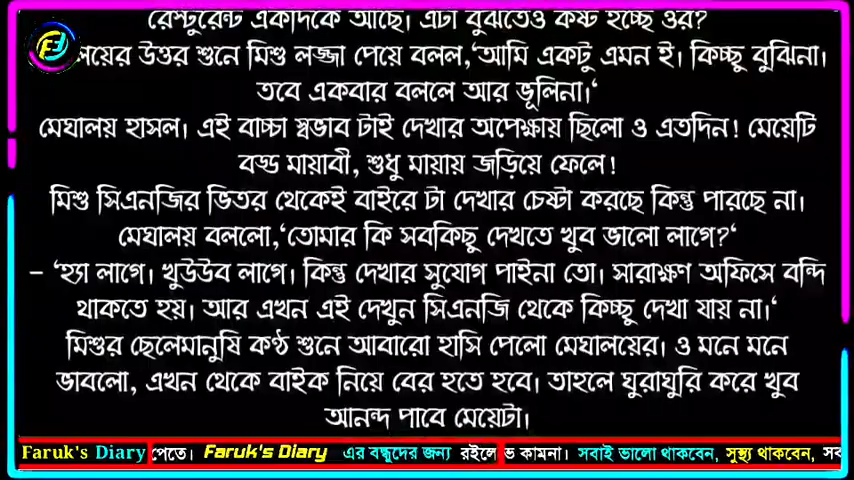 রেস্টুরেন্ট একদিকে আছে। এটা বুঝতেও কষ্ট হচ্ছে ওর?
লয়ের উত্তর শুনে মিশু লজ্জা পেয়ে বলল,‘আমি একটু এমন ই। কিচ্ছু বুঝিনা।
তবে একবার বললে আর ভূলিনা।‘
মেঘালয় হাসল। এই বাচ্চা স্বভাব টাই দেখার অপেক্ষায় ছিলো ও এতদিন! মেয়েটি
বড্ড মায়াবী, শুধু মায়ায় জড়িয়ে ফেলে!
মিশু সিএনজির ভিতর থেকেই বাইরে টা দেখার চেষ্টা করছে কিন্তু পারছে না।
মেঘালয় বললো,‘তোমার কি সবকিছু দেখতে খুব ভালো লাগে?‘
– ‘হ্যা লাগে। খুউউব লাগে। কিন্তু দেখার সুযোগ পাইনা তো। সারাক্ষণ অফিসে বন্দি
থাকতে হয়। আর এখন এই দেখুন সিএনজি থেকে কিচ্ছু দেখা যায় না।‘
মিশুর ছেলেমানুষি কণ্ঠ শুনে আবারো হাসি পেলো মেঘালয়ের। ও মনে মনে
ভাবলো, এখন থেকে বাইক নিয়ে বের হতে হবে। তাহলে ঘুরাঘুরি করে খুব
আনন্দ পাবে মেয়েটা।
Faruk's Diary পেতে। Faruk's Diary এর বন্ধুদের জন্য রইলো ভ কামনা। সবাই ভালো থাকবেন, সুস্থ্য থাকবেন, সব